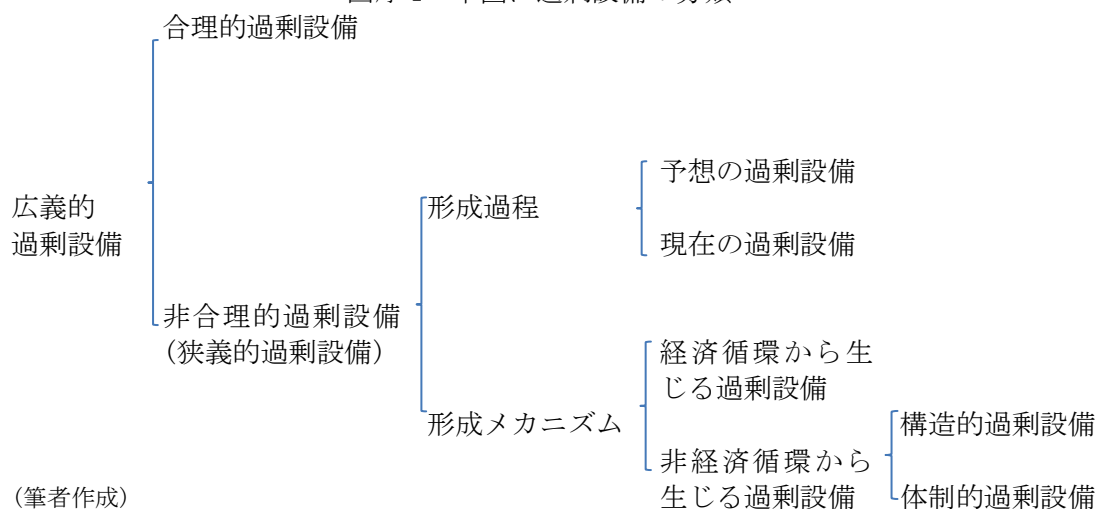 合理的過剰設備
広義的
過剰設備
非合理的過剰設備
（狭義的過剰設備）
形成過程
予想の過剰設備
現在の過剰設備
形成メカニズム
経済循環から生
じる過剰設備
非経済循環から
生じる過剰設備
構造的過剰設備
体制的過剰設備
（筆者作成）